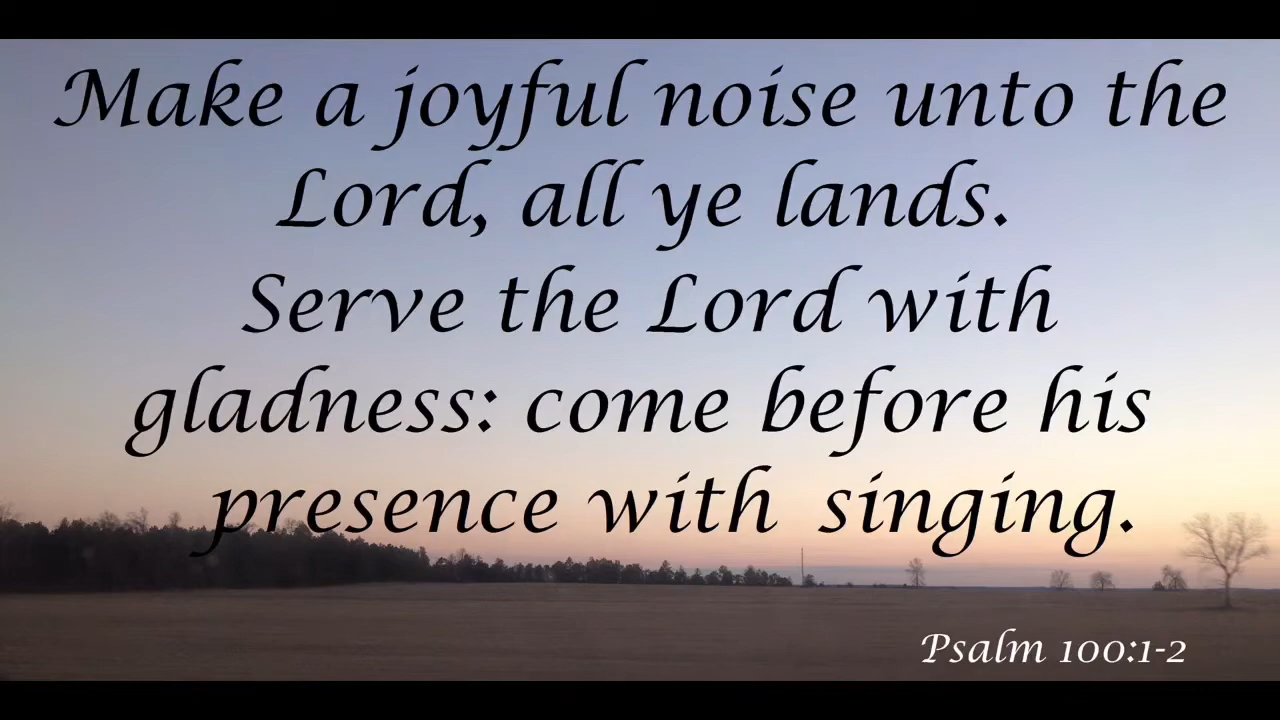 Make a joyful noise unto the
Lord, all ye lands.
Serve the Lord with
gladness: come before his
presence with singing.
Psalm 100:1-2